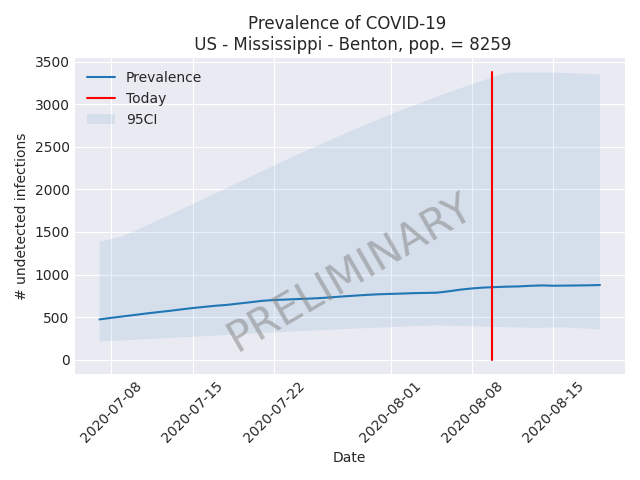 Prevalence of COVID-19
US - Mississippi - Benton, pop. = 8259
3500
3000
2500
2000
1500
1000
500
0
# undetected infections
Prevalence
Today
95CI
PRELIMINARY
2020-07-08
2020-07-15
2020-07-22
2020-08-01
2020-08-08
2020-08-15
Date